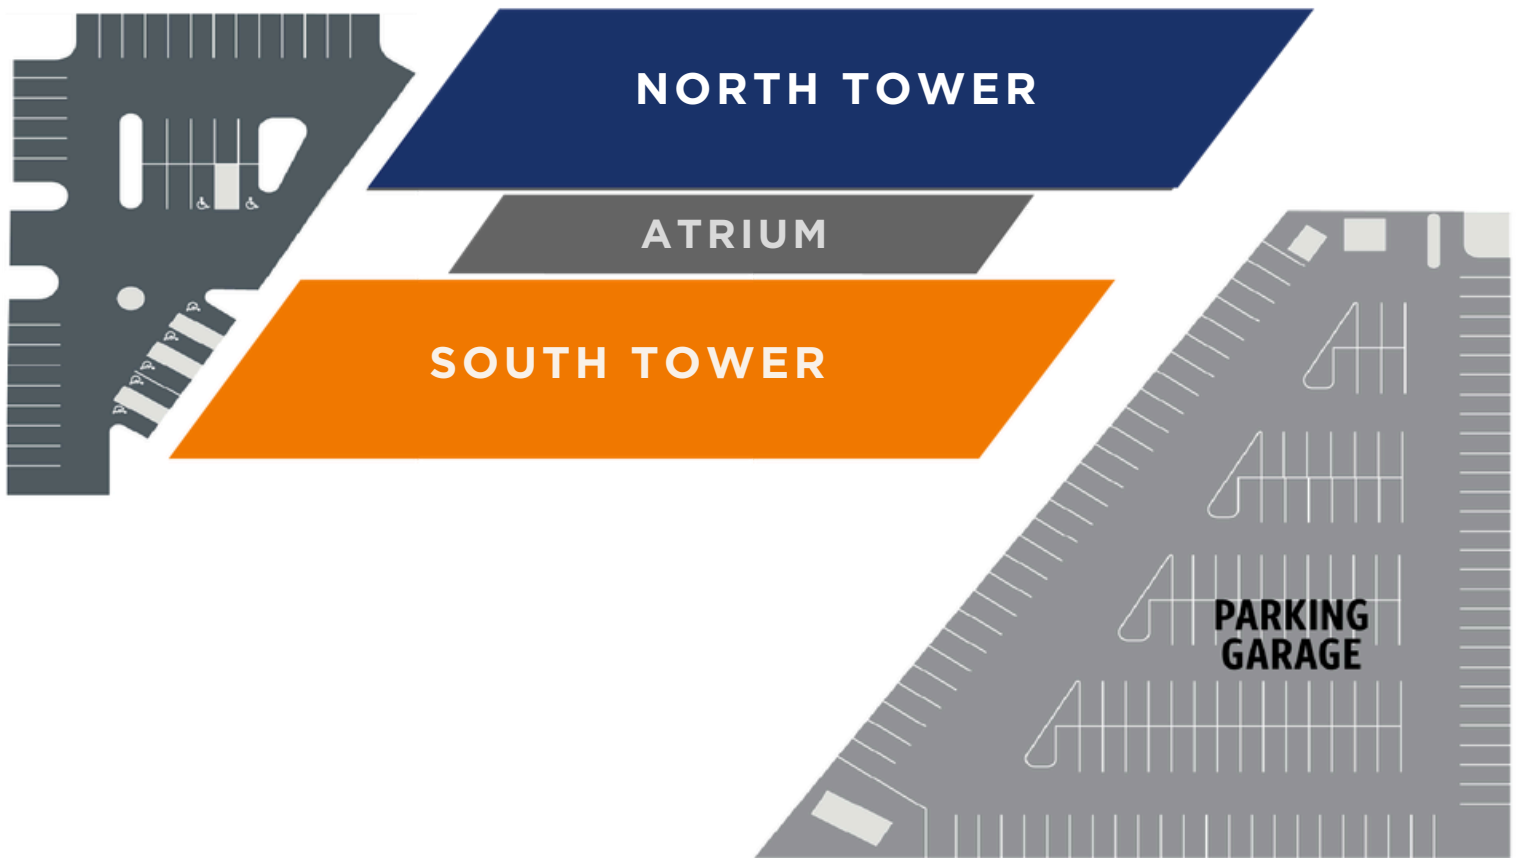 NORTH TOWER
ATRIUM
SOUTH TOWER
PARKING
GARAGE